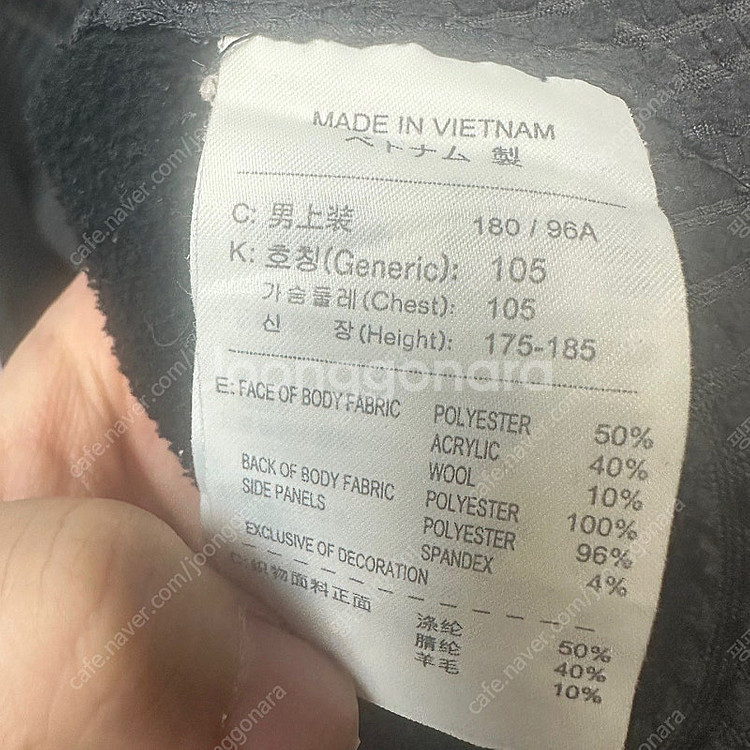 MADE IN VIETNAM
ベトナム 製
C: 男上装 180 / 96A
K: 호칭(Generic): 105
가슴둘레(Chest): 105
신 장(Height): 175-185
E: FACE OF BODY FABRIC POLYESTER 50%
ACRYLIC 40%
WOOL 10%
BACK OF BODY FABRIC POLYESTER 100%
SIDE PANELS POLYESTER 96%
SPANDEX 4%
EXCLUSIVE OF DECORATION
C: 织物面料正面 涤纶 50%
腈纶 40%
羊毛 10%
Joonggonara
cafe.naver.com/joonggonara